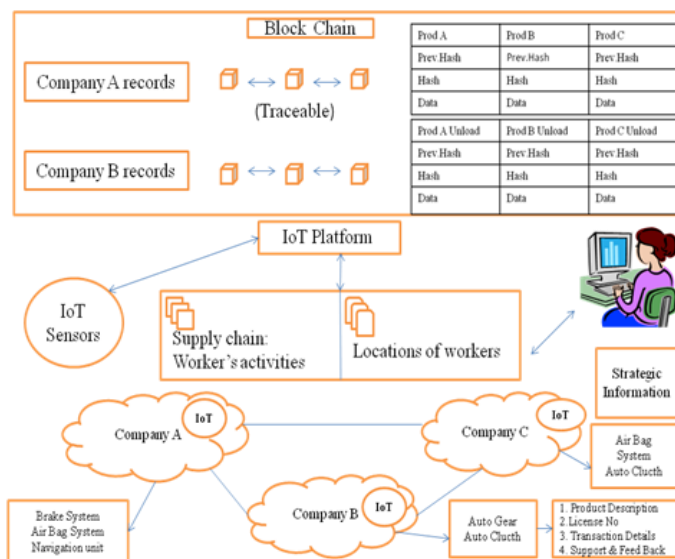 Block Chain
Company A records
(Traceable)
Company B records
Prod A Prod B Prod C
Prev.Hash Prev.Hash Prev.Hash
Hash Hash Hash
Data Data Data
Prod A Unload Prod B Unload Prod C Unload
Prev.Hash Prev.Hash Prev.Hash
Hash Hash Hash
Data Data Data
IoT Platform
IoT
Sensors
Supply chain:
Worker's activities
Locations of workers
Strategic
Information
Company A
IoT
Company C
IoT
Company B
IoT
Air Bag
System
Auto Clucth
Brake System
Air Bag System
Navigation unit
Auto Gear
Auto Clucth
1. Product Description
2.License No
3. Transaction Details
4. Support & Feed Back